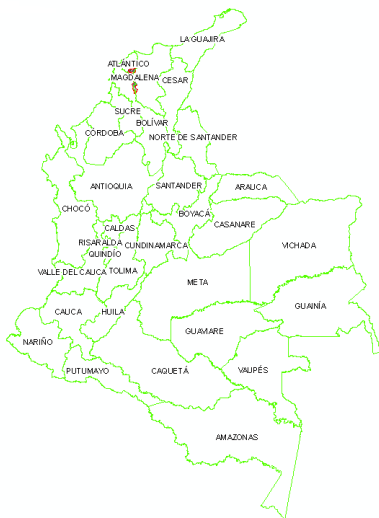 LA GUAJIRA
ATLÁNTICO
MAGDALENA
CESAR
SUCRE
BOLÍVAR
CÓRDOBA
NORTE DE SANTANDER
ANTIOQUIA
SANTANDER
ARAUCA
CHOCÓ
BOYACÁ
CASANARE
CALDAS
RISARALDA
CUNDINAMARCA
VICHADA
QUINDÍO
VALLE DEL CAUCA
TOLIMA
META
GUAINÍA
CAUCA
HUILA
GUAVIARE
NARIÑO
PUTUMAYO
CAQUETÁ
VAUPÉS
AMAZONAS